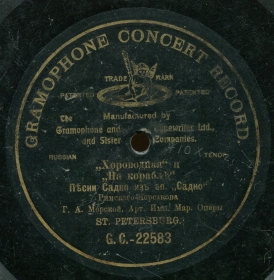 GRAMOPHONE CONCERT RECORD
TRADE MARK
PATENTED PATENTED
Manufactured by
The Gramophone and Typewriter Ltd.,
and Sister Companies.
RUSSIAN TENOR
„Хороводная“ и
„На корабл
Пѣсни Садко изъ оп. „Садко“
Римскаго-Корсакова
Г. А. Морской, Арт. Имп. Мар. Оперы
ST. PETERSBURG.
G.C.-22583